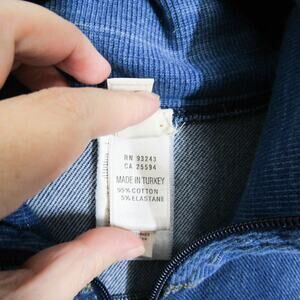 RN 93243
CA 25594
MADE IN TURKEY
95% COTTON
5% ELASTANE